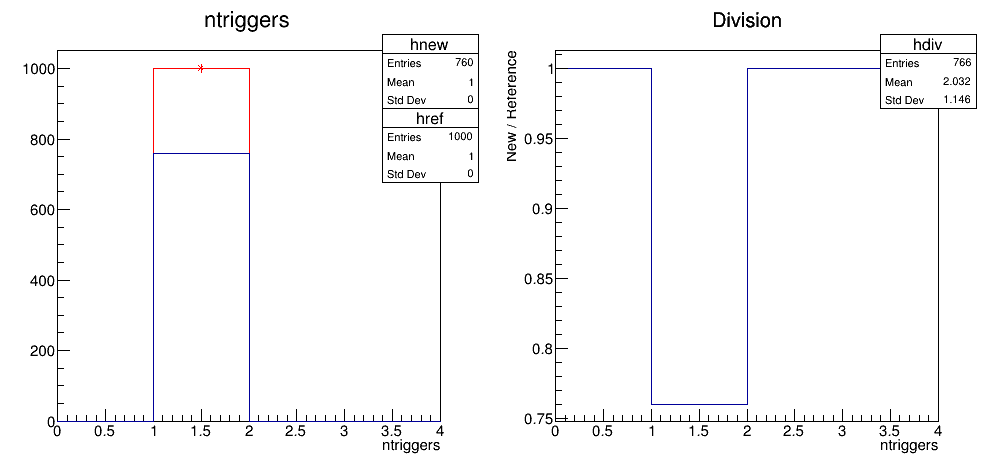 ntriggers
hnew
Entries 760
Mean 1
Std Dev 0
href
Entries 1000
Mean 1
Std Dev 0
1000
800
600
400
200
0
0 0.5 1 1.5 2 2.5 3 3.5 4
ntriggers
Division
hdiv
Entries 766
Mean 2.032
Std Dev 1.146
New / Reference
1
0.95
0.9
0.85
0.8
0.75
0 0.5 1 1.5 2 2.5 3 3.5 4
ntriggers